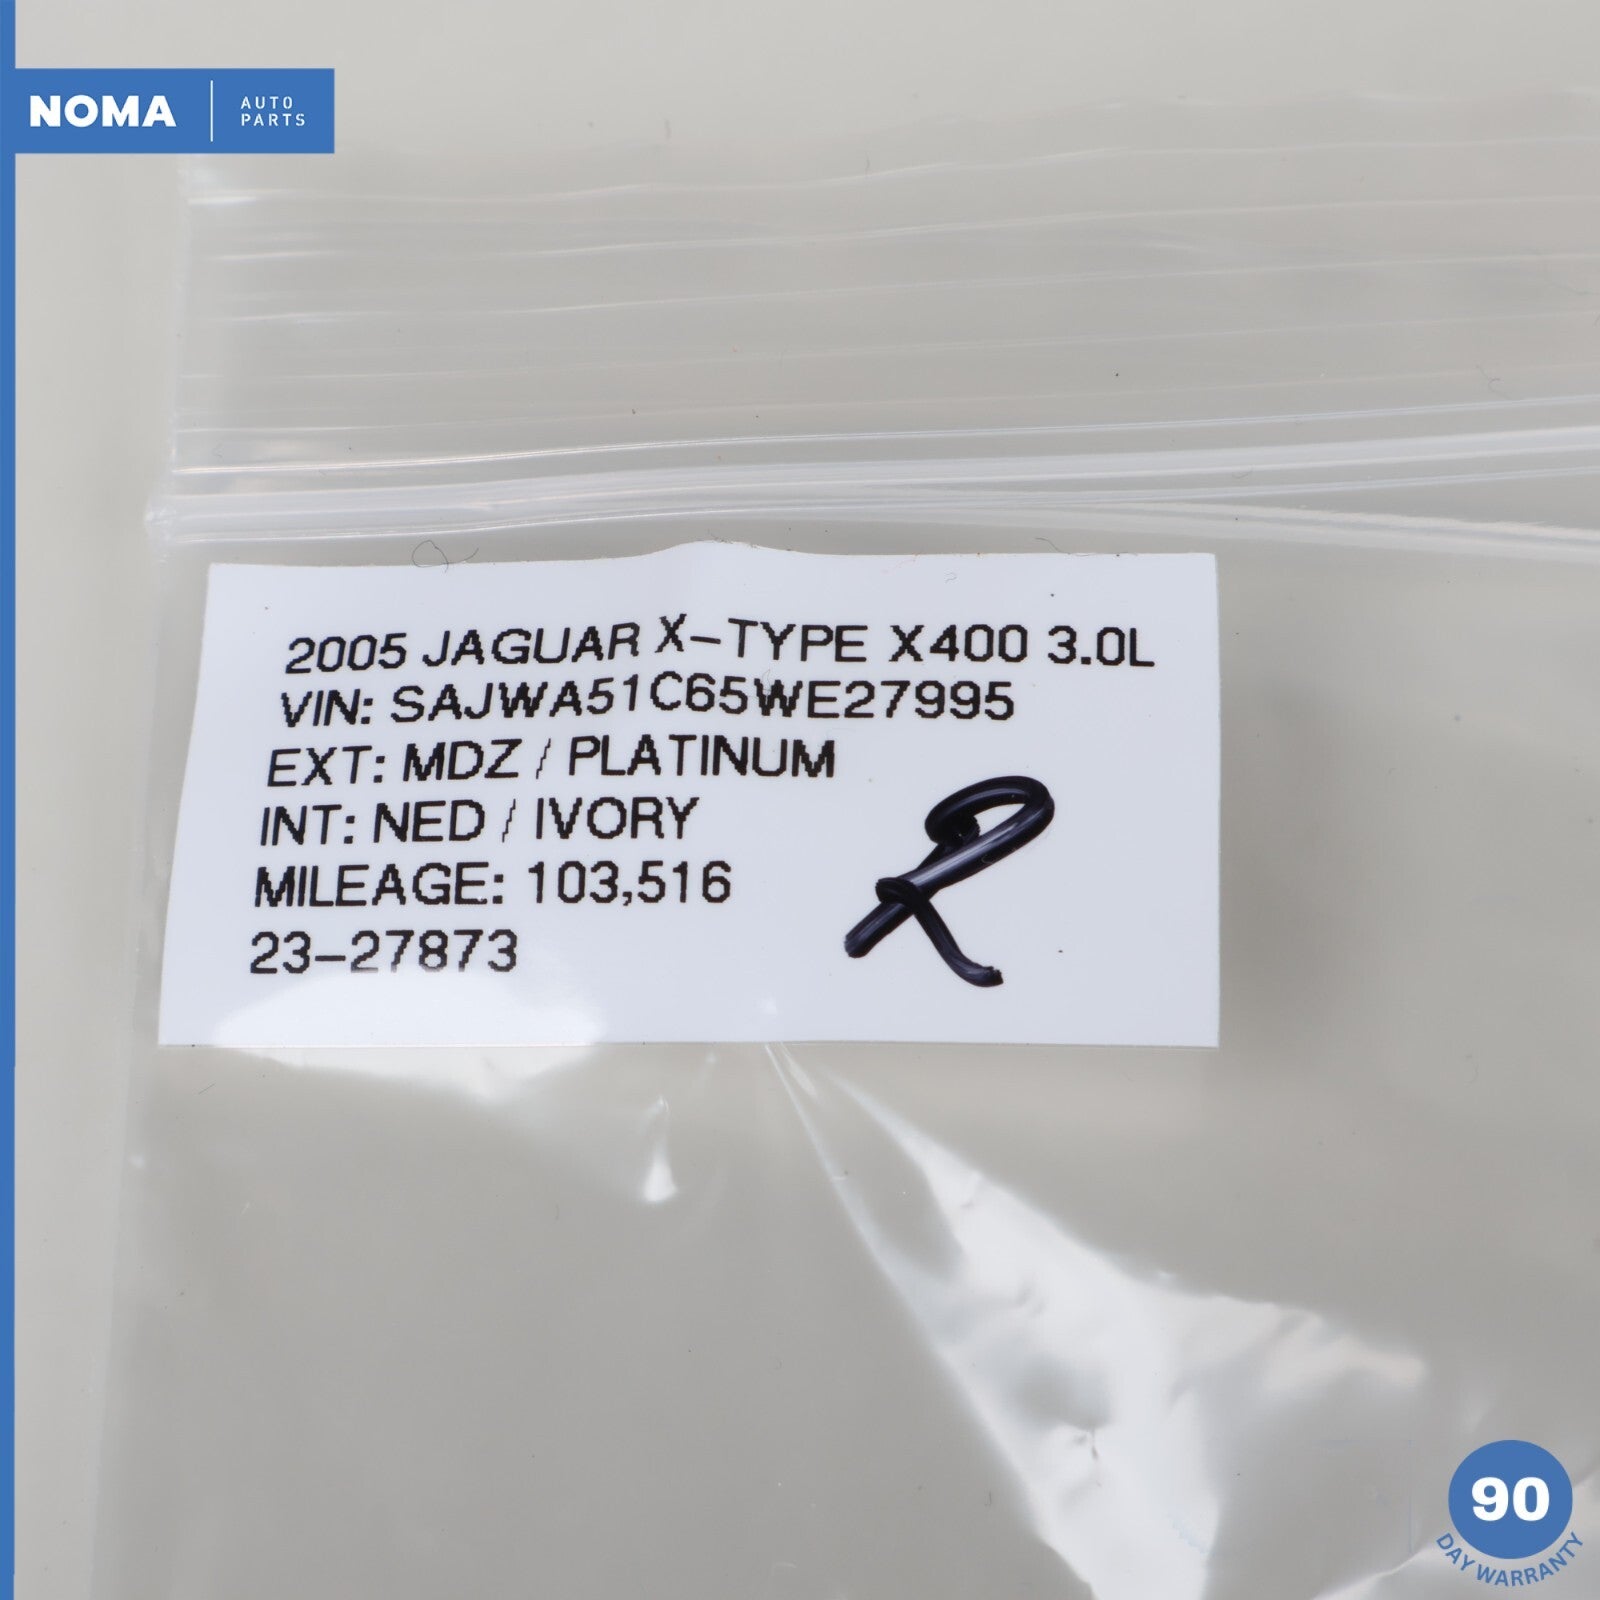 NOMA
AUTO
PARTS
2005 JAGUAR X-TYPE X400 3.0L
VIN: SAJWA51C65WE27995
EXT: MDZ / PLATINUM
INT: NED / IVORY
MILEAGE: 103,516
23-27873
R
90
DAY WARRANTY